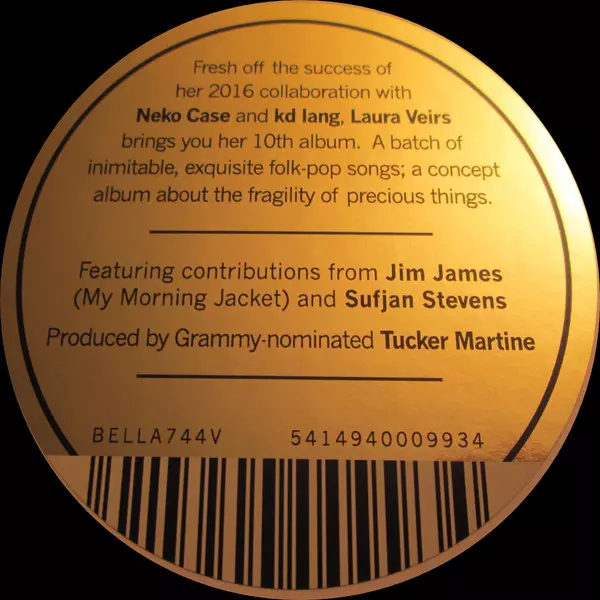 Fresh off the success of
her 2016 collaboration with
Neko Case and kd lang, Laura Veirs
brings you her 10th album. A batch of
inimitable, exquisite folk-pop songs; a concept
album about the fragility of precious things.
Featuring contributions from Jim James
(My Morning Jacket) and Sufjan Stevens
Produced by Grammy-nominated Tucker Martine
BELLA744V 5414940009934